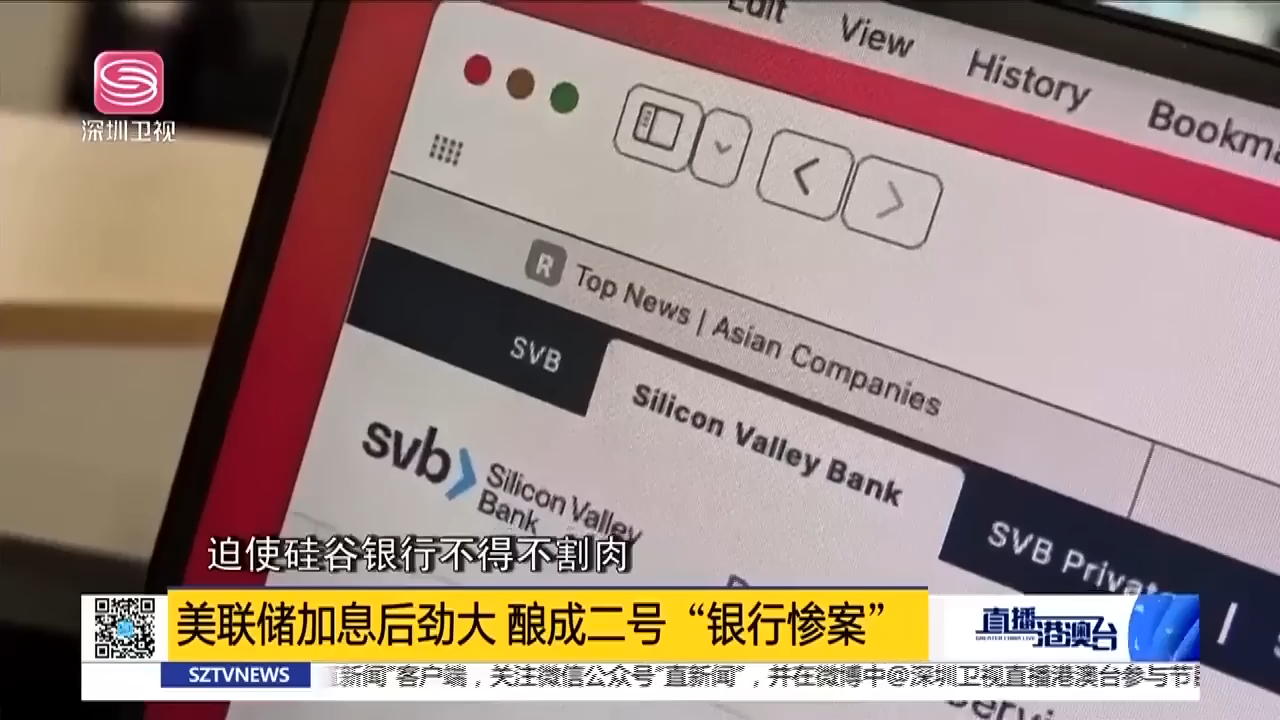 Edit View History
深圳卫视
R Top News | Asian Companies
SVB
Silicon Valley Bank
SVB Private
svb Silicon Valley Bank
迫使硅谷银行不得不割肉
美联储加息后劲大 酿成二号“银行惨案”
直播港澳台
GREATER CHINA LIVE
SZTVNEWS
新闻”客户端，关注微信公众号“直新闻”，并在微博中@深圳卫视直播港澳台参与节